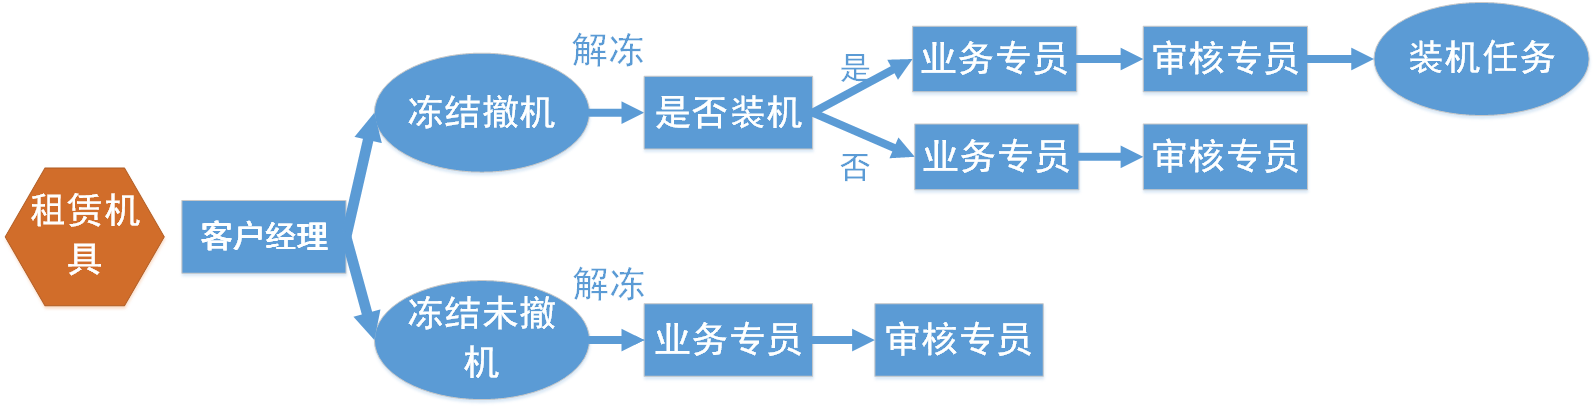 租赁机
具
客户经理
冻结撤机
解冻
是否装机
是
业务专员
审核专员
装机任务
否
业务专员
审核专员
冻结未撤
机
解冻
业务专员
审核专员